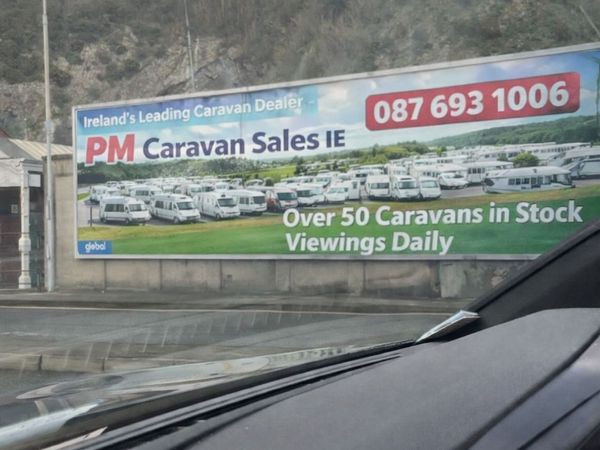 Ireland's Leading Caravan Dealer
PM Caravan Sales IE
087 693 1006
Over 50 Caravans in Stock
Viewings Daily
global